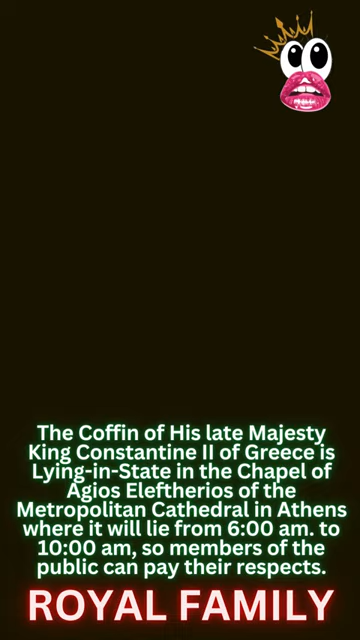 The Coffin of His late Majesty
King Constantine II of Greece is
Lying-in-State in the Chapel of
Agios Eleftherios of the
Metropolitan Cathedral in Athens
where it will lie from 6:00 am. to
10:00 am, so members of the
public can pay their respects.
ROYAL FAMILY